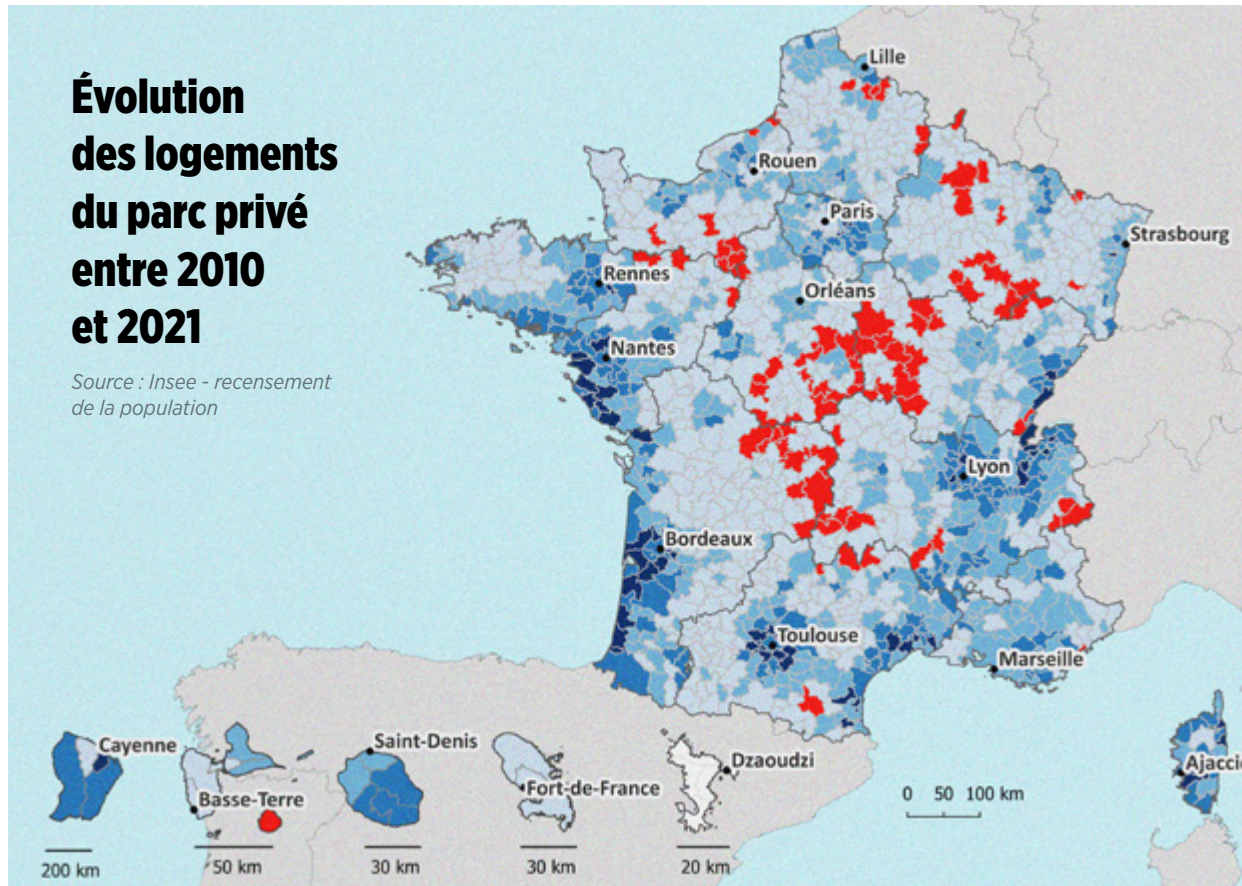 Évolution
des logements
du parc privé
entre 2010
et 2021
Source : Insee - recensement
de la population
Lille
Rouen
Paris
Strasbourg
Rennes
Orléans
Nantes
Lyon
Bordeaux
Toulouse
Marseille
Cayenne
Saint-Denis
Dzaoudzi
Ajaccio
Fort-de-France
Basse-Terre
0 50 100 km
200 km
50 km
30 km
30 km
20 km